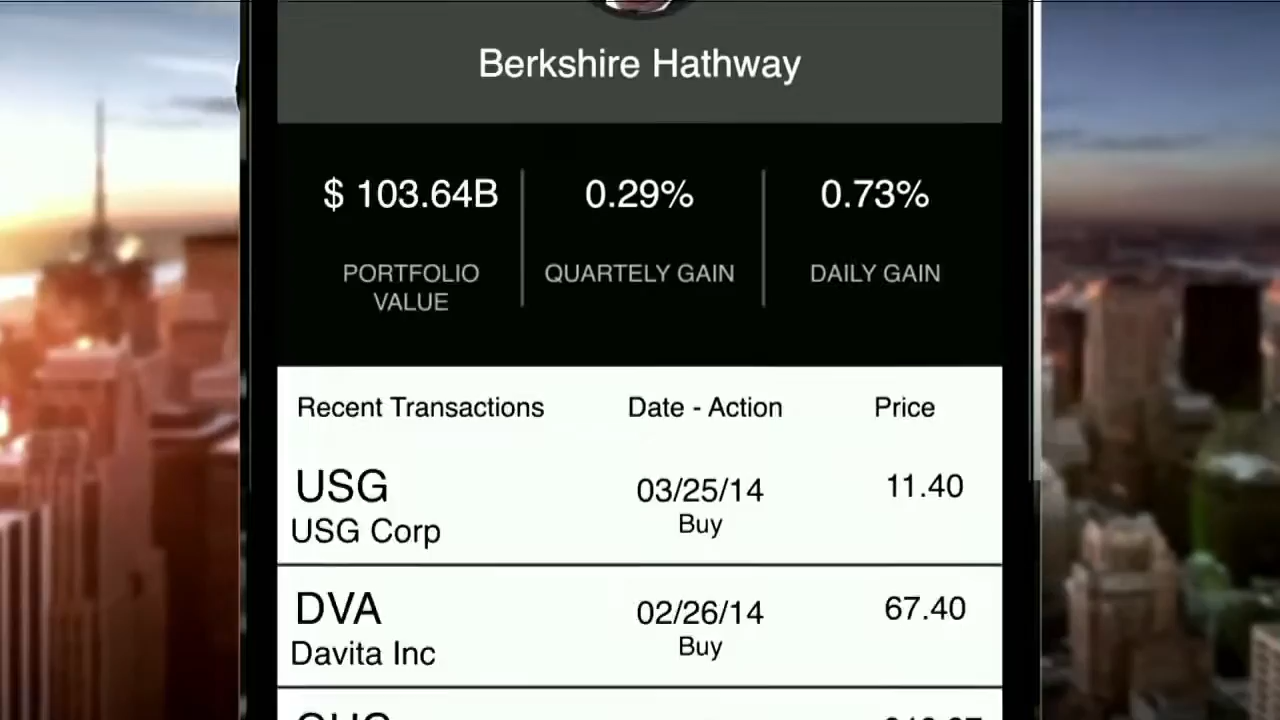 Berkshire Hathway
$ 103.64B 0.29% 0.73%
PORTFOLIO VALUE QUARTELY GAIN DAILY GAIN
Recent Transactions Date - Action Price
USG 03/25/14 11.40
USG Corp Buy
DVA 02/26/14 67.40
Davita Inc Buy